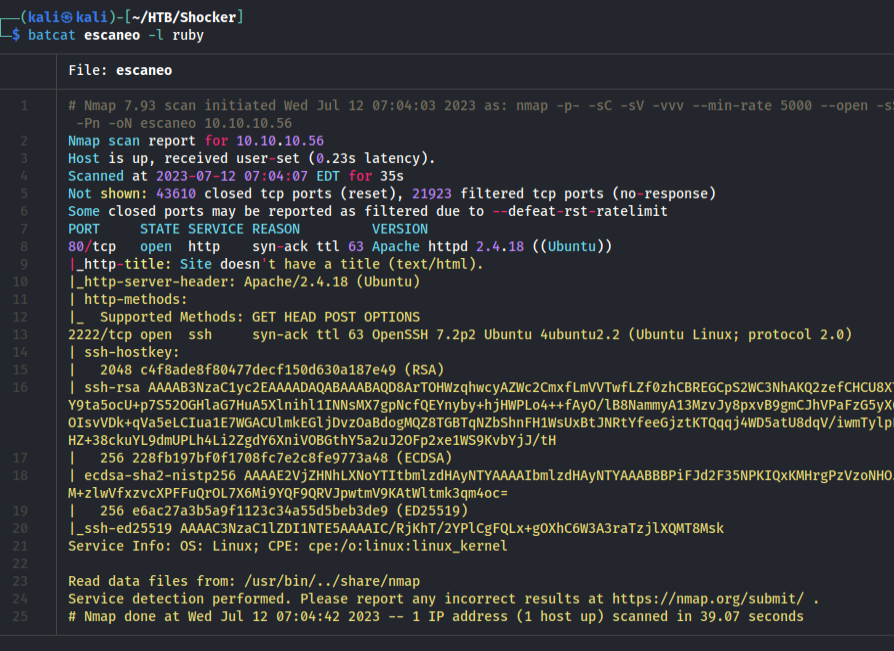 (kali㉿kali)-[~/HTB/Shocker]
$ batcat escaneo -l ruby
File: escaneo
1 # Nmap 7.93 scan initiated Wed Jul 12 07:04:03 2023 as: nmap -p- -sC -sV -vvv --min-rate 5000 --open -sS
-Pn -oN escaneo 10.10.10.56
2 Nmap scan report for 10.10.10.56
3 Host is up, received user-set (0.23s latency).
4 Scanned at 2023-07-12 07:04:07 EDT for 35s
5 Not shown: 43610 closed tcp ports (reset), 21923 filtered tcp ports (no-response)
6 Some closed ports may be reported as filtered due to --defeat-rst-ratelimit
7 PORT     STATE SERVICE REASON         VERSION
8 80/tcp   open  http    syn-ack ttl 63 Apache httpd 2.4.18 ((Ubuntu))
9 |_http-title: Site doesn't have a title (text/html).
10 |_http-server-header: Apache/2.4.18 (Ubuntu)
11 | http-methods:
12 |_  Supported Methods: GET HEAD POST OPTIONS
13 2222/tcp open  ssh     syn-ack ttl 63 OpenSSH 7.2p2 Ubuntu 4ubuntu2.2 (Ubuntu Linux; protocol 2.0)
14 | ssh-hostkey:
15 |   2048 c4f8ade8f80477decf150d630a187e49 (RSA)
16 | ssh-rsa AAAAB3NzaC1yc2EAAAADAQABAAABAQD8ArTOHWzqhwcyAZWc2CmxfLmVVTwfLZf0zhCBREGCpS2WC3NhAKQ2zefCHCU8X
Y9ta5ocU+p7S52OGHlaG7HuA5Xlnihl1INNsMX7gpNcfQEYnyby+hjHWPLo4++fAyO/lB8NammyA13MzvJy8pxvB9gmCJhVPaFzG5yX
OIsvVDk+qVa5eLCIua1E7WGACUlmkEGljDvzOaBdogMQZ8TGBTqNZbShnFH1WsUxBtJNRtYfeeGjztKTQqqj4WD5atU8dqV/iwmTylp
HZ+38ckuYL9dmUPLh4Li2ZgdY6XniVOBGthY5a2uJ2OFp2xe1WS9KvbYjJ/tH
17 |   256 228fb197bf0f1708fc7e2c8fe9773a48 (ECDSA)
18 | ecdsa-sha2-nistp256 AAAAE2VjZHNhLXNoYTItbmlzdHAyNTYAAAAIbmlzdHAyNTYAAABBBPiFJd2F35NPKIQxKMHrgPzVzoNHO
M+zlwVfxzvcXPFFuQrOL7X6Mi9YQF9QRVJpwtmV9KAtWltmk3qm4oc=
19 |   256 e6ac27a3b5a9f1123c34a55d5beb3de9 (ED25519)
20 |_ssh-ed25519 AAAAC3NzaC1lZDI1NTE5AAAAIC/RjKhT/2YPlCgFQLx+gOXhC6W3A3raTzjlXQMT8Msk
21 Service Info: OS: Linux; CPE: cpe:/o:linux:linux_kernel
22
23 Read data files from: /usr/bin/../share/nmap
24 Service detection performed. Please report any incorrect results at https://nmap.org/submit/ .
25 # Nmap done at Wed Jul 12 07:04:42 2023 -- 1 IP address (1 host up) scanned in 39.07 seconds